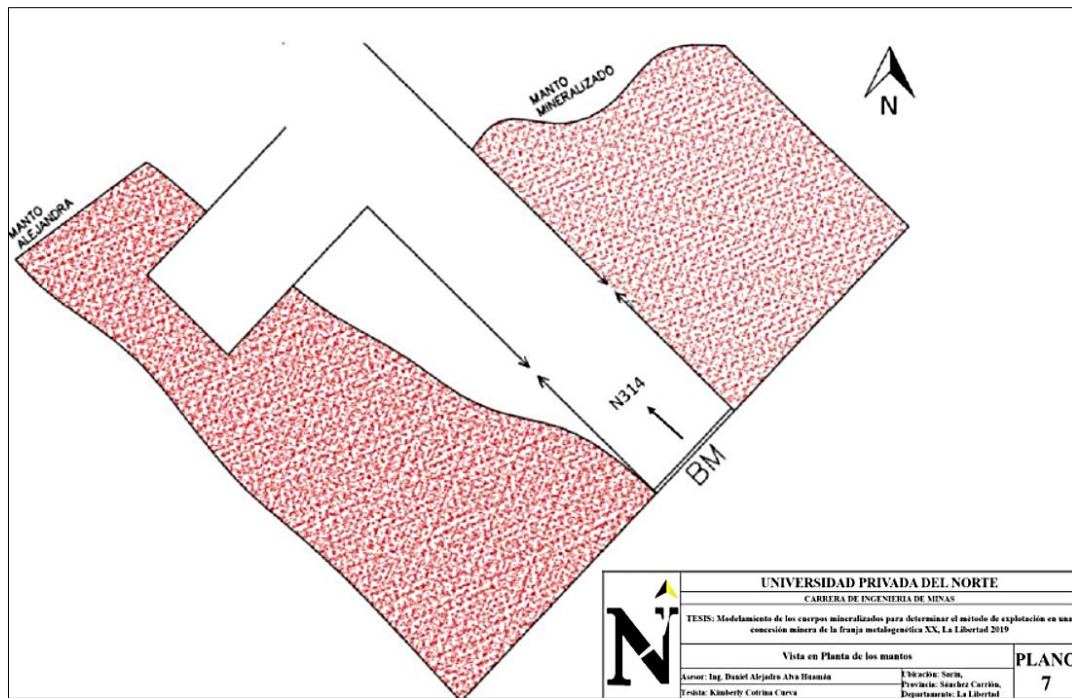 MANTO
MINERALIZADO
N
MANTO
ALEJANDRA
N314
BM
N
UNIVERSIDAD PRIVADA DEL NORTE
CARRERA DE INGENIERIA DE MINAS
TESIS: Modelamiento de los cuerpos mineralizados para determinar el método de explotación en una
concesión minera de la franja metalogenética XX, La Libertad 2019
Vista en Planta de los mantos
PLANO
7
Asesor: Ing. Daniel Alejadro Alva Huamán
Tesista: Kimberly Cotrina Cueva
Ubicación: Sarín,
Provincia: Sánchez Carrión,
Departamento: La Libertad